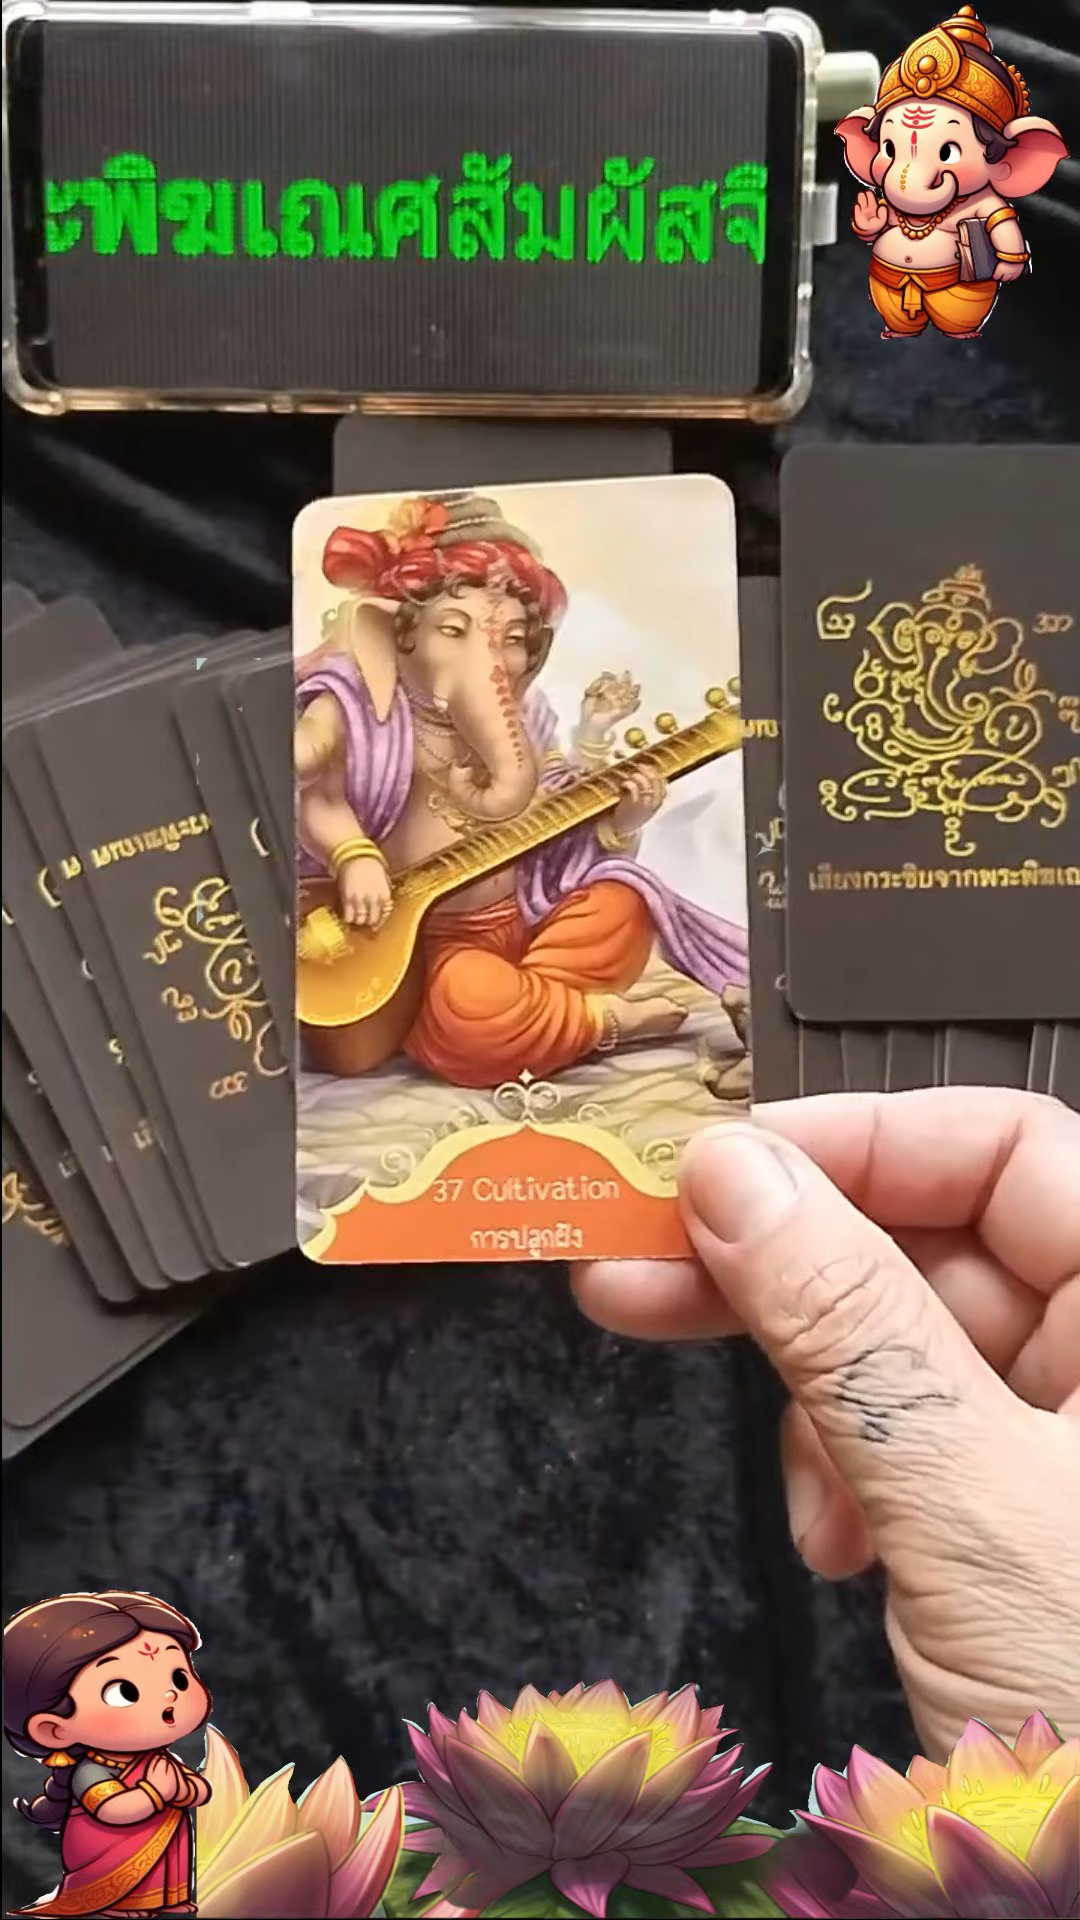 ะพิฆเณศสัมผัสจิ
เสียงกระซิบจากพระพิฆเณ
37 Cultivation
การปลูกฝัง